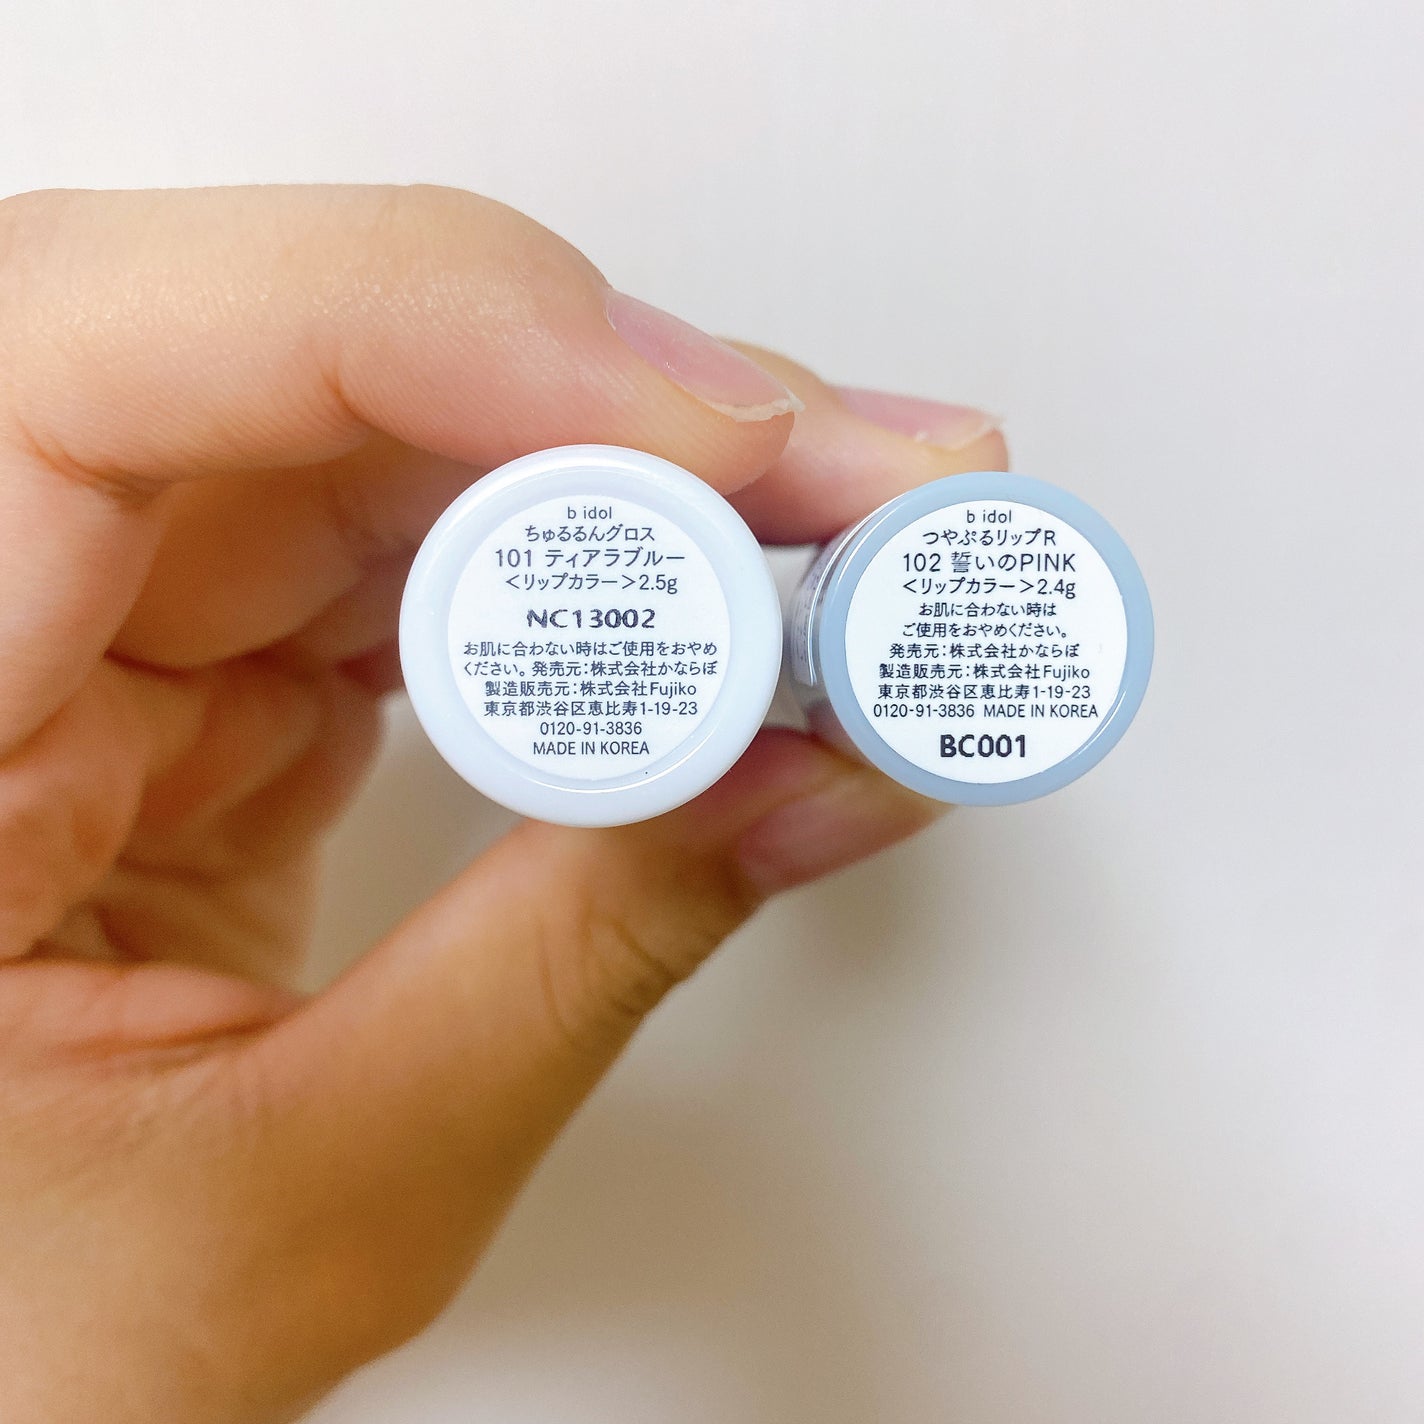 b idol
ちゅるるんグロス
101 ティアラブルー
＜リップカラー＞2.5g
NC13002
お肌に合わない時はご使用をおやめ
ください。発売元：株式会社かならぼ
製造販売元：株式会社Fujiko
東京都渋谷区恵比寿1-19-23
0120-91-3836
MADE IN KOREA
b idol
つやぷるリップR
102 誓いのPINK
＜リップカラー＞2.4g
お肌に合わない時は
ご使用をおやめください。
発売元：株式会社かならぼ
製造販売元：株式会社Fujiko
東京都渋谷区恵比寿1-19-23
0120-91-3836 MADE IN KOREA
BC001